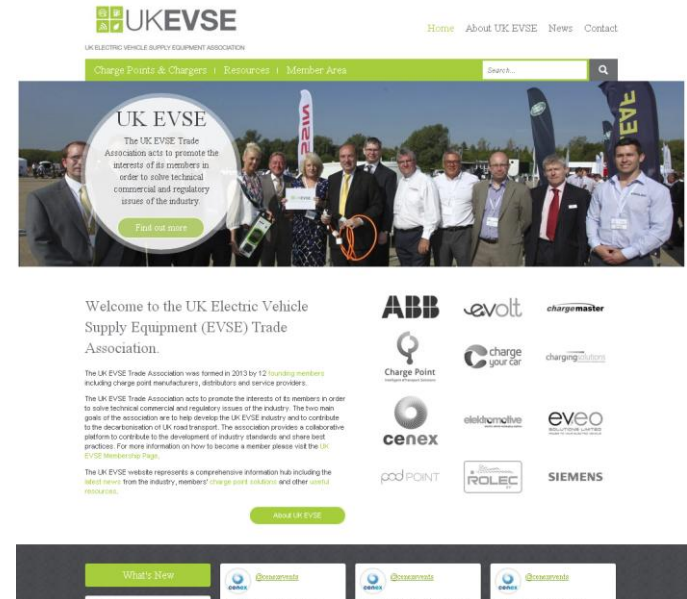 UKEVSE
UK ELECTRIC VEHICLE SUPPLY EQUIPMENT ASSOCIATION
Home About UK EVSE News Contact
Charge Points & Chargers | Resources | Member Area
Search...
UK EVSE
The UK EVSE Trade
Association acts to promote the
interests of its members in
order to solve technical
commercial and regulatory
issues of the industry.
Find out more
NISS
LEAF
Welcome to the UK Electric Vehicle
Supply Equipment (EVSE) Trade
Association.
The UK EVSE Trade Association was formed in 2013 by 12 founding members
including charge point manufacturers, distributors and service providers.
The UK EVSE Trade Association acts to promote the interests of its members in order
to solve technical commercial and regulatory issues of the industry. The two main
goals of the association are to help develop the UK EVSE industry and to contribute
to the decarbonisation of UK road transport. The association provides a collaborative
platform to contribute to the development of industry standards and share best
practices. For more information on how to become a member please visit the UK
EVSE Membership Page.
The UK EVSE website represents a comprehensive information hub including the
latest news from the industry, members' charge point solutions and other useful
resources.
About UK EVSE
ABB evolt chargemaster
Charge Point
charge
your car
chargingsolutions
cenex
elektromotive
eveo
SOLUTIONS LIMITED
pod POINT
ROLEC
SIEMENS
What's New
cenex @cenexevents
cenex @cenexevents
cenex @cenexevents